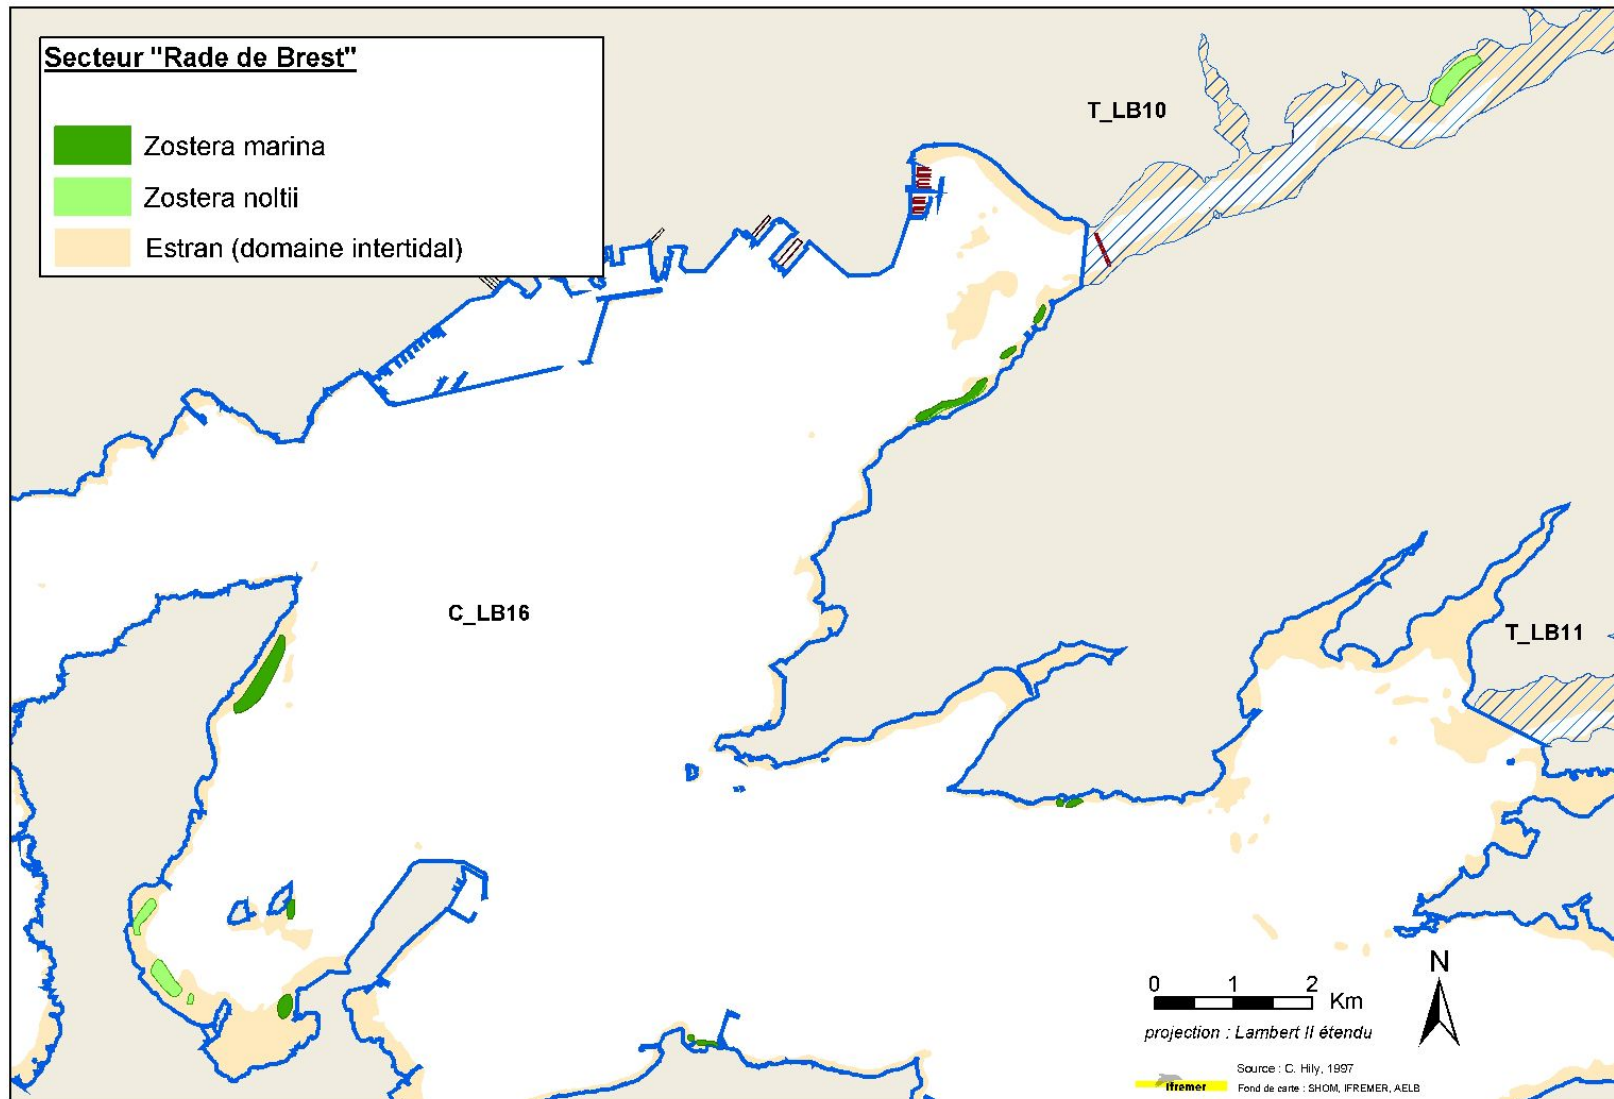 Secteur "Rade de Brest"
Zostera marina
Zostera noltii
Estran (domaine intertidal)
T_LB10
C_LB16
T_LB11
N
0 1 2 Km
projection : Lambert II étendu
Source : C. Hily, 1997
Ifremer
Fond de carte : SHOM, IFREMER, AELB